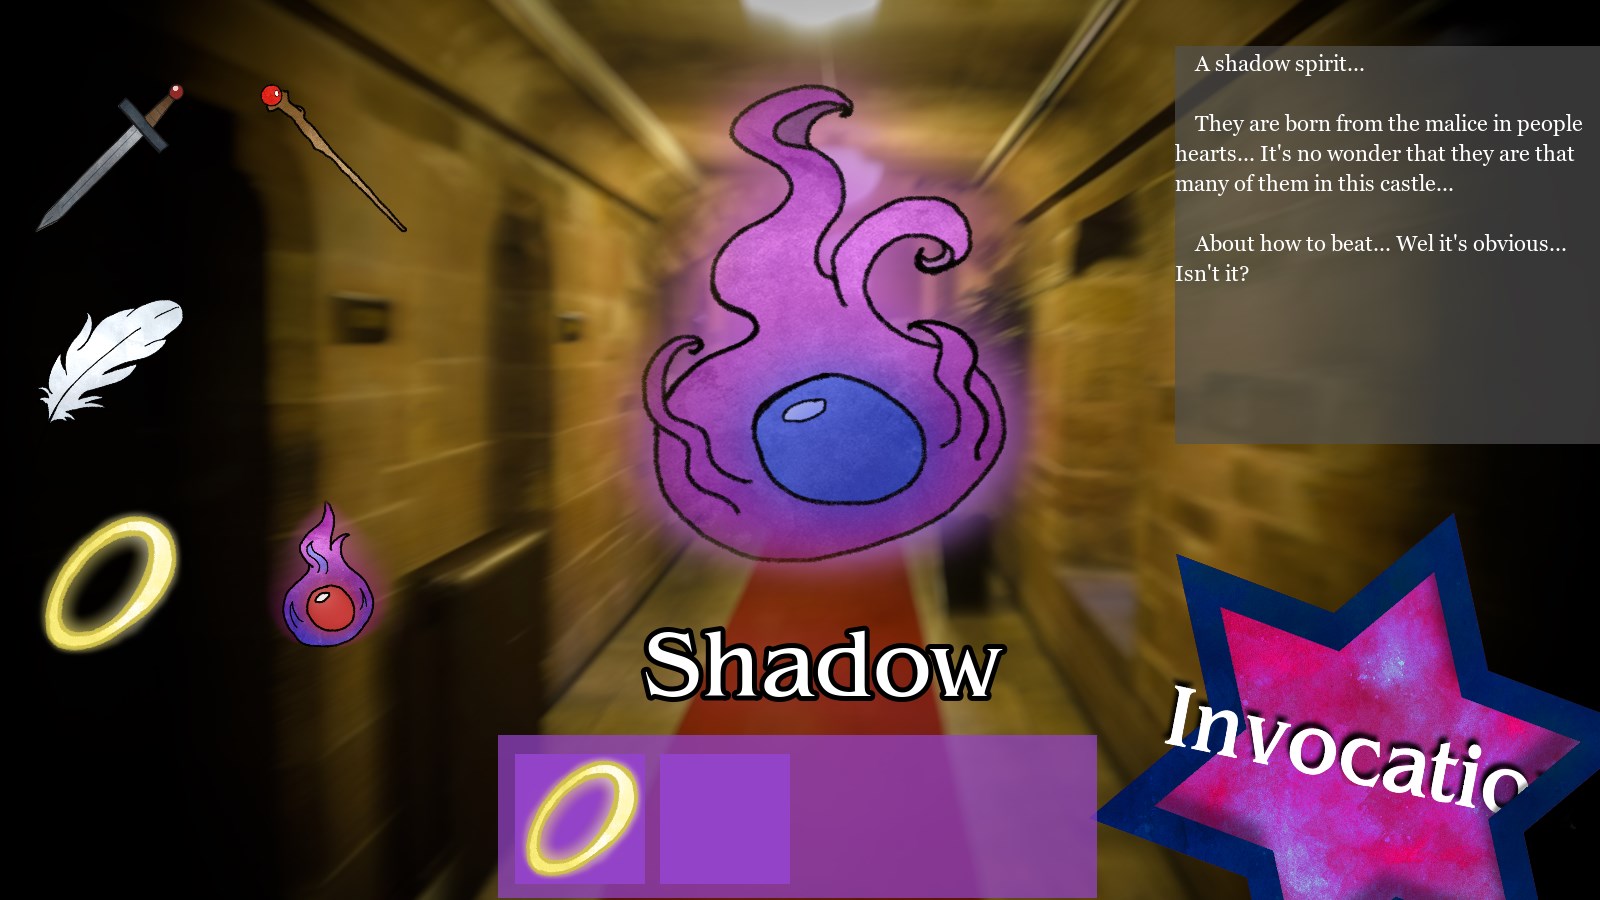 A shadow spirit...
They are born from the malice in people
hearts... It's no wonder that they are that
many of them in this castle...
About how to beat... Wel it's obvious...
Isn't it?
Shadow
Invocatio